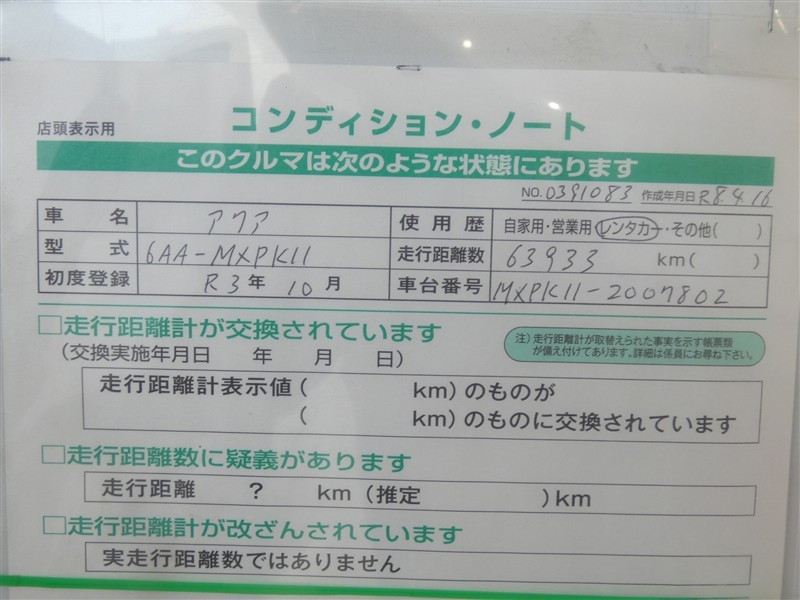 店頭表示用 コンディション・ノート
このクルマは次のような状態にあります
NO. 0391083 作成年月日 R8.4.16
車名 アクア 使用歴 自家用・営業用・レンタカー・その他( )
型式 6AA-MXPK11 走行距離数 63933 km( )
初度登録 R3年 10月 車台番号 MXPK11-2007802
□走行距離計が交換されています
(交換実施年月日 年 月 日)
注)走行距離計が取替えられた事実を示す帳票類
が備え付けてあります。詳細は係員にお尋ね下さい。
走行距離計表示値( km)のものが
( km)のものに交換されています
□走行距離数に疑義があります
走行距離 ? km(推定 )km
□走行距離計が改ざんされています
実走行距離数ではありません